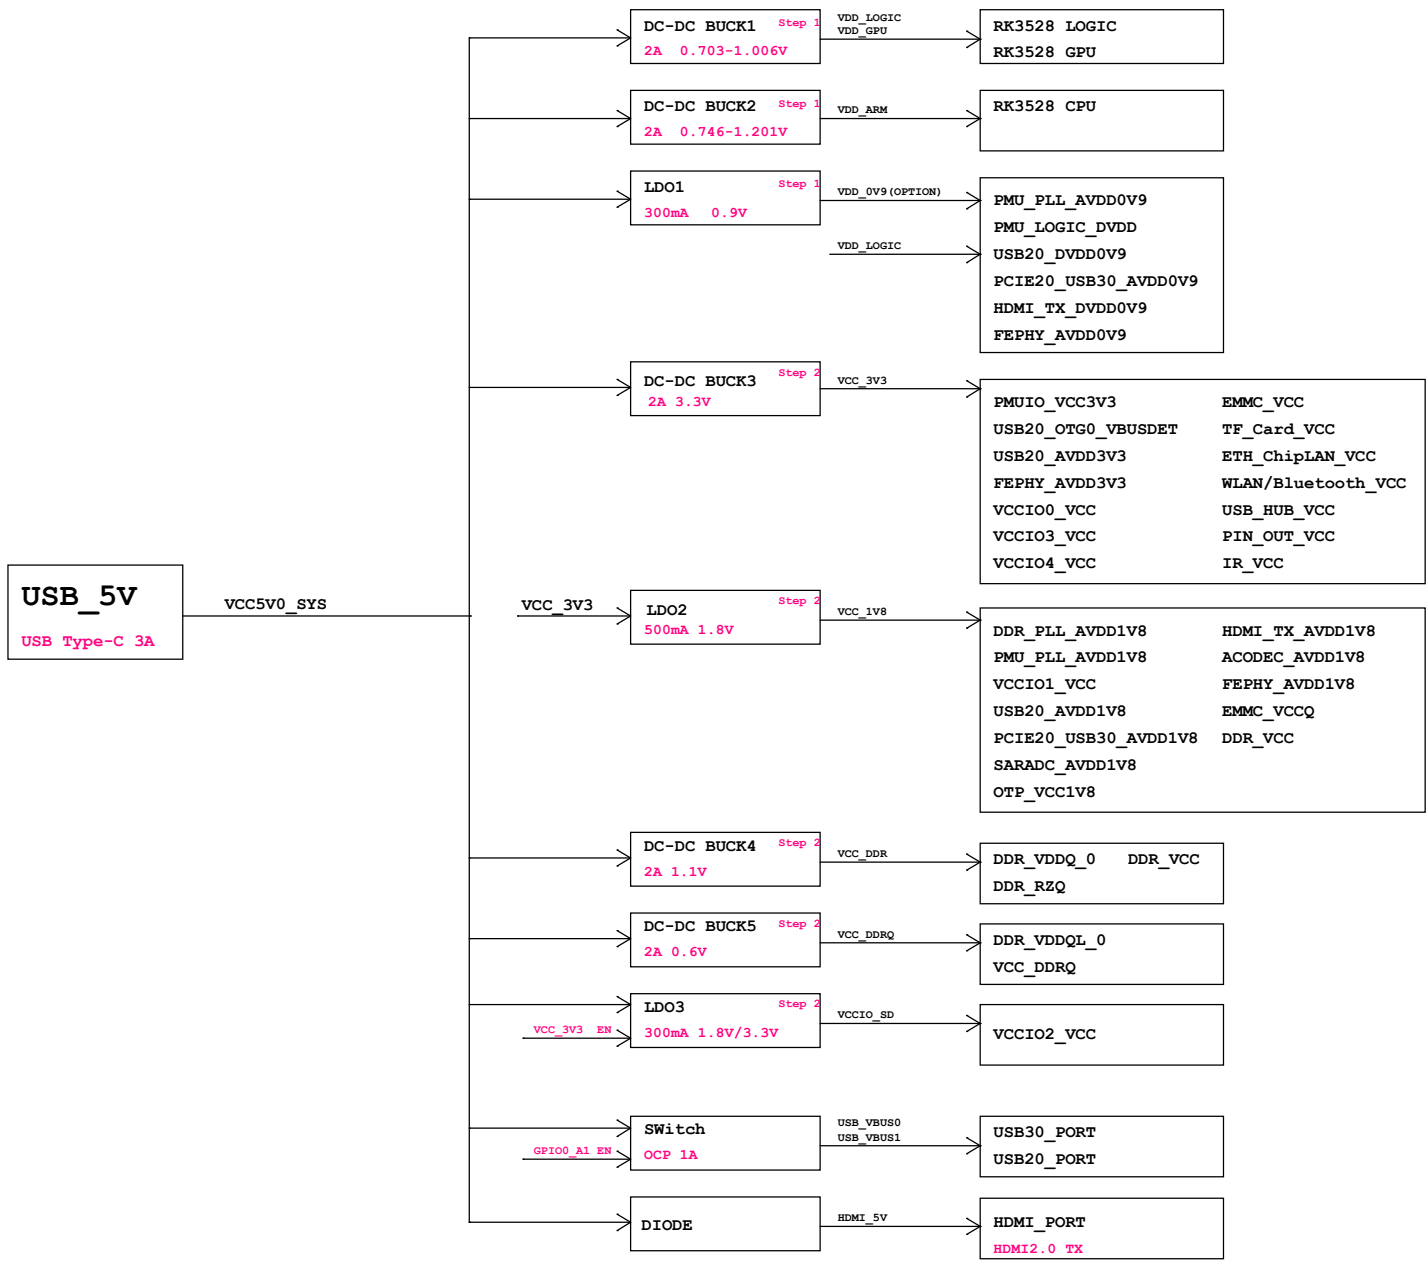 DC-DC BUCK1 Step 1
2A 0.703-1.006V
VDD_LOGIC
VDD_GPU
RK3528 LOGIC
RK3528 GPU
DC-DC BUCK2 Step 1
2A 0.746-1.201V
VDD_ARM
RK3528 CPU
LDO1 Step 1
300mA 0.9V
VDD_0V9(OPTION)
VDD_LOGIC
PMU_PLL_AVDD0V9
PMU_LOGIC_DVDD
USB20_DVDD0V9
PCIE20_USB30_AVDD0V9
HDMI_TX_DVDD0V9
FEPHY_AVDD0V9
DC-DC BUCK3 Step 2
2A 3.3V
VCC_3V3
PMUIO_VCC3V3 EMMC_VCC
USB20_OTG0_VBUSDET TF_Card_VCC
USB20_AVDD3V3 ETH_ChipLAN_VCC
FEPHY_AVDD3V3 WLAN/Bluetooth_VCC
VCCIO0_VCC USB_HUB_VCC
VCCIO3_VCC PIN_OUT_VCC
VCCIO4_VCC IR_VCC
USB_5V
USB Type-C 3A
VCC5V0_SYS
VCC_3V3
LDO2 Step 2
500mA 1.8V
VCC_1V8
DDR_PLL_AVDD1V8 HDMI_TX_AVDD1V8
PMU_PLL_AVDD1V8 ACODEC_AVDD1V8
VCCIO1_VCC FEPHY_AVDD1V8
USB20_AVDD1V8 EMMC_VCCQ
PCIE20_USB30_AVDD1V8 DDR_VCC
SARADC_AVDD1V8
OTP_VCC1V8
DC-DC BUCK4 Step 2
2A 1.1V
VCC_DDR
DDR_VDDQ_0 DDR_VCC
DDR_RZQ
DC-DC BUCK5 Step 2
2A 0.6V
VCC_DDRQ
DDR_VDDQL_0
VCC_DDRQ
VCC_3V3 EN
LDO3 Step 2
300mA 1.8V/3.3V
VCCIO_SD
VCCIO2_VCC
GPIO0_A1 EN
SWitch
OCP 1A
USB_VBUS0
USB_VBUS1
USB30_PORT
USB20_PORT
DIODE
HDMI_5V
HDMI_PORT
HDMI2.0 TX